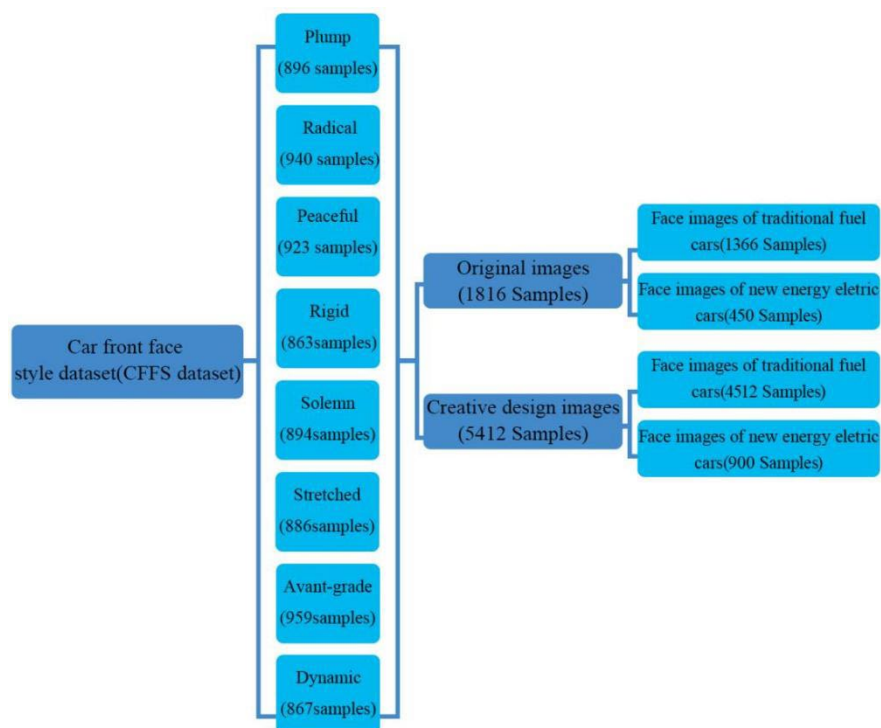 Car front face
style dataset(CFFS dataset)
Plump
(896 samples)
Radical
(940 samples)
Peaceful
(923 samples)
Rigid
(863samples)
Solemn
(894samples)
Stretched
(886samples)
Avant-grade
(959samples)
Dynamic
(867samples)
Original images
(1816 Samples)
Creative design images
(5412 Samples)
Face images of traditional fuel
cars(1366 Samples)
Face images of new energy eletric
cars(450 Samples)
Face images of traditional fuel
cars(4512 Samples)
Face images of new energy eletric
cars(900 Samples)